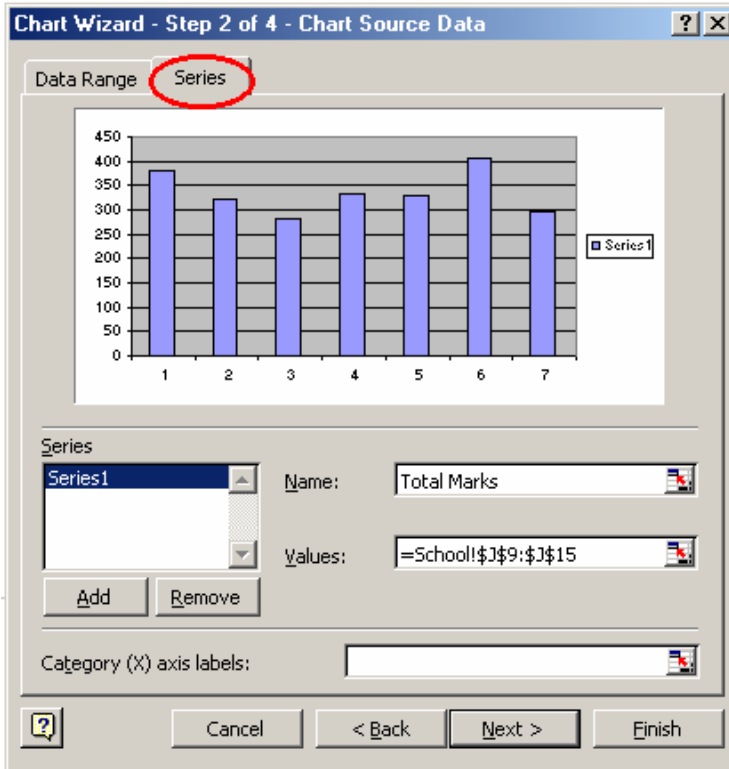 Chart Wizard - Step 2 of 4 - Chart Source Data
Data Range Series
450
400
350
300
250
200
150
100
50
0
1 2 3 4 5 6 7
Series1
Series
Series1
Name: Total Marks
Values: =School!$J$9:$J$15
Add Remove
Category (X) axis labels:
Cancel < Back Next > Finish